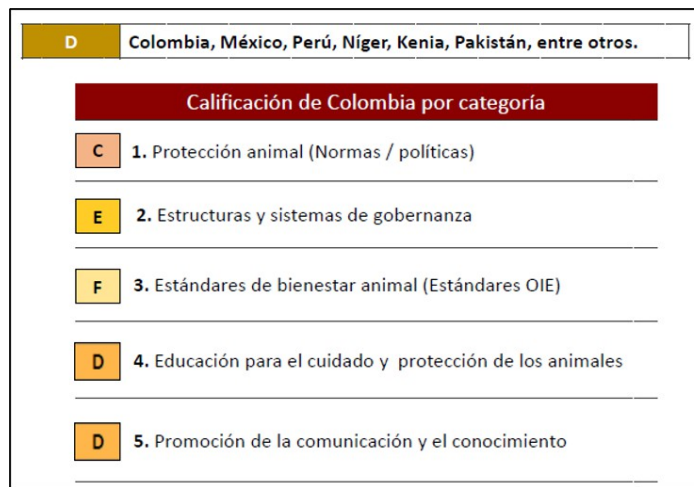 D Colombia, México, Perú, Níger, Kenia, Pakistán, entre otros.
Calificación de Colombia por categoría
C 1. Protección animal (Normas / políticas)
E 2. Estructuras y sistemas de gobernanza
F 3. Estándares de bienestar animal (Estándares OIE)
D 4. Educación para el cuidado y protección de los animales
D 5. Promoción de la comunicación y el conocimiento